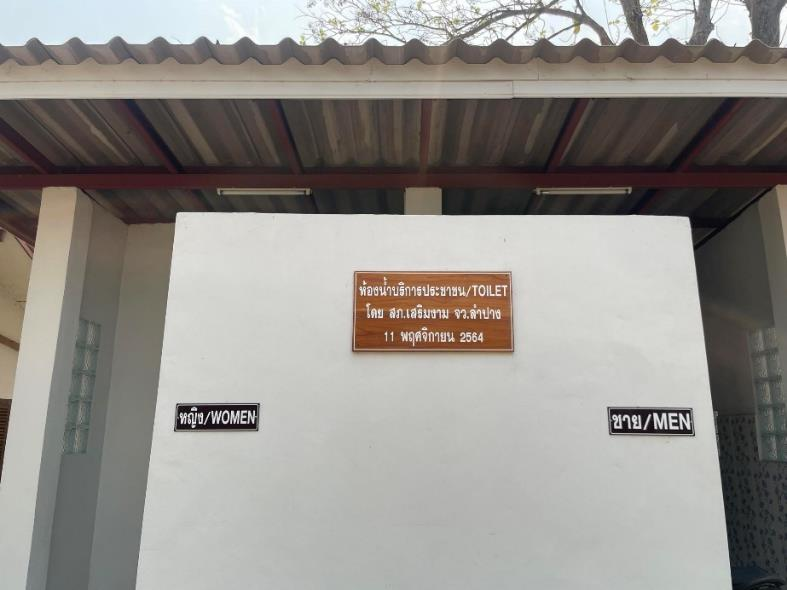 ห้องน้ำบริการประชาชน/TOILET
โดย สภ.เสริมงาม จว.ลำปาง
11 พฤศจิกายน 2564
หญิง/WOMEN
ชาย/MEN